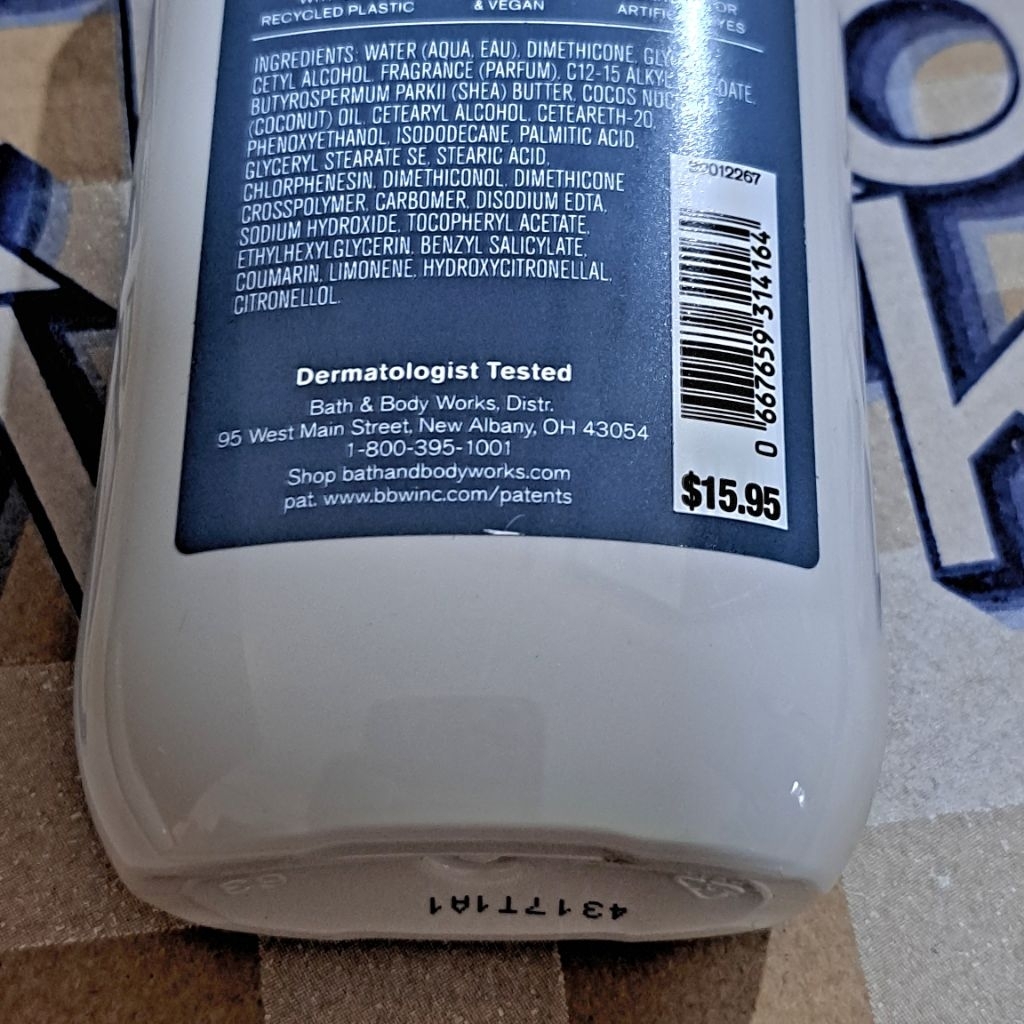 RECYCLED PLASTIC
& VEGAN
INGREDIENTS: WATER (AQUA, EAU), DIMETHICONE,
CETYL ALCOHOL, FRAGRANCE (PARFUM), C12-15
BUTYROSPERMUM PARKII (SHEA) BUTTER, COCOS
(COCONUT) OIL, CETEARYL ALCOHOL, CETEARETH-20,
PHENOXYETHANOL, ISODODECANE, PALMITIC ACID,
GLYCERYL STEARATE SE, STEARIC ACID,
CHLORPHENESIN, DIMETHICONOL, DIMETHICONE
CROSSPOLYMER, CARBOMER, DISODIUM EDTA,
SODIUM HYDROXIDE, TOCOPHERYL ACETATE,
ETHYLHEXYLGLYCERIN, BENZYL SALICYLATE,
COUMARIN, LIMONENE, HYDROXYCITRONELLAL,
CITRONELLOL.
Dermatologist Tested
Bath & Body Works, Distr.
95 West Main Street, New Albany, OH 43054
1-800-395-1001
Shop bathandbodyworks.com
pat. www.bbwinc.com/patents
0 667659 314164
$15.95
4317T1A1